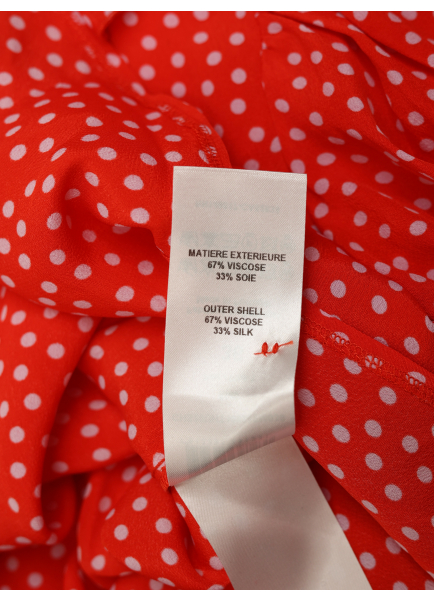 MATIERE EXTERIEURE
67% VISCOSE
33% SOIE
OUTER SHELL
67% VISCOSE
33% SILK